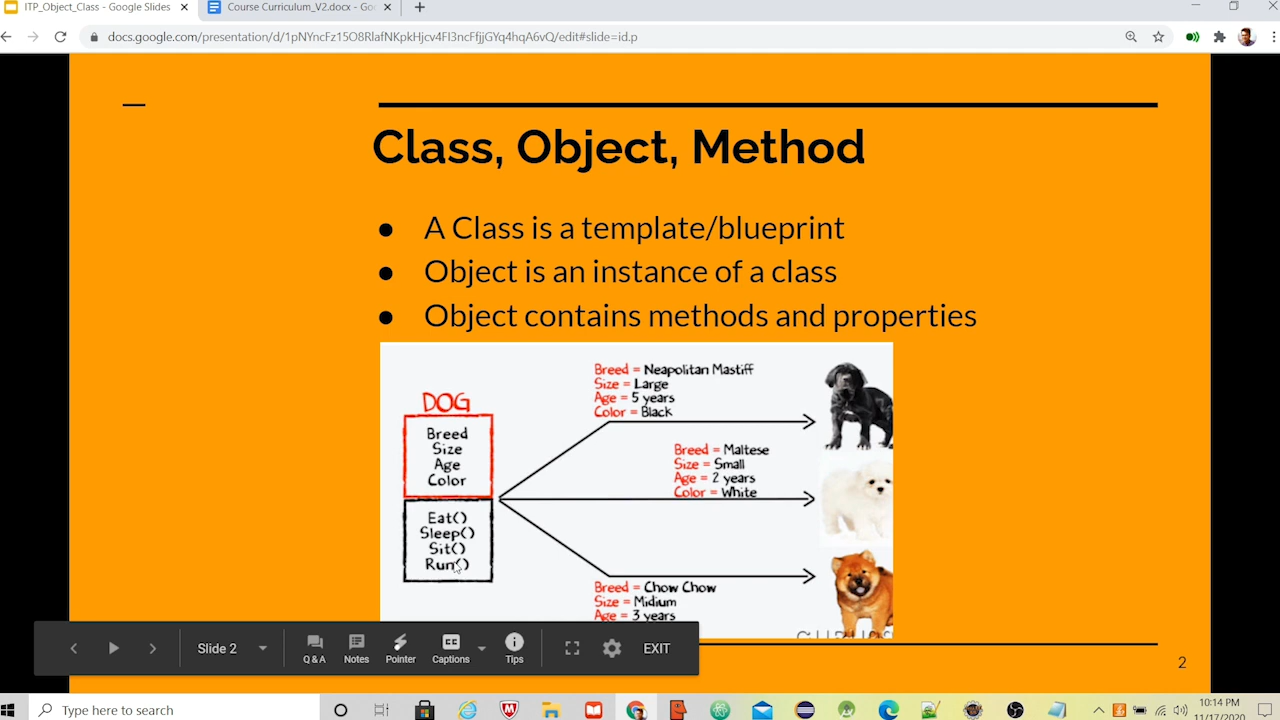 ITP_Object_Class - Google Slides
Course Curriculum_V2.docx - Go
docs.google.com/presentation/d/1pNYncFz15O8RlafNKpkHjcv4FI3ncFfjjGYq4hqA6vQ/edit#slide=id.p
Class, Object, Method
● A Class is a template/blueprint
● Object is an instance of a class
● Object contains methods and properties
DOG
Breed
Size
Age
Color
Eat()
Sleep()
Sit()
Run()
Breed = Neapolitan Mastiff
Size = Large
Age = 5 years
Color = Black
Breed = Maltese
Size = Small
Age = 2 years
Color = White
Breed = Chow Chow
Size = Midium
Age = 3 years
Slide 2
Q & A
Notes
Pointer
CC
Captions
Tips
EXIT
2
Type here to search
10:14 PM
11/17/2020